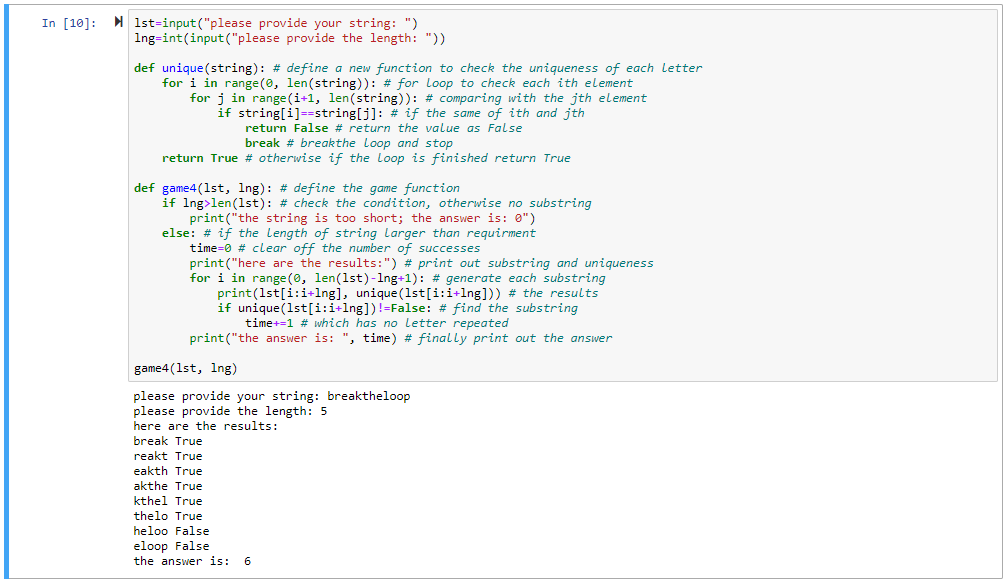 In [10]:
lst=input("please provide your string: ")
lng=int(input("please provide the length: "))

def unique(string): # define a new function to check the uniqueness of each letter
    for i in range(0, len(string)): # for loop to check each ith element
        for j in range(i+1, len(string)): # comparing with the jth element
            if string[i]==string[j]: # if the same of ith and jth
                return False # return the value as False
                break # breakthe loop and stop
    return True # otherwise if the loop is finished return True

def game4(lst, lng): # define the game function
    if lng>len(lst): # check the condition, otherwise no substring
        print("the string is too short; the answer is: 0")
    else: # if the length of string larger than requirment
        time=0 # clear off the number of successes
        print("here are the results:") # print out substring and uniqueness
        for i in range(0, len(lst)-lng+1): # generate each substring
            print(lst[i:i+lng], unique(lst[i:i+lng])) # the results
            if unique(lst[i:i+lng])!=False: # find the substring
                time+=1 # which has no letter repeated
        print("the answer is: ", time) # finally print out the answer

game4(lst, lng)
please provide your string: breaktheloop
please provide the length: 5
here are the results:
break True
reakt True
eakth True
akthe True
kthel True
thelo True
heloo False
eloop False
the answer is:  6